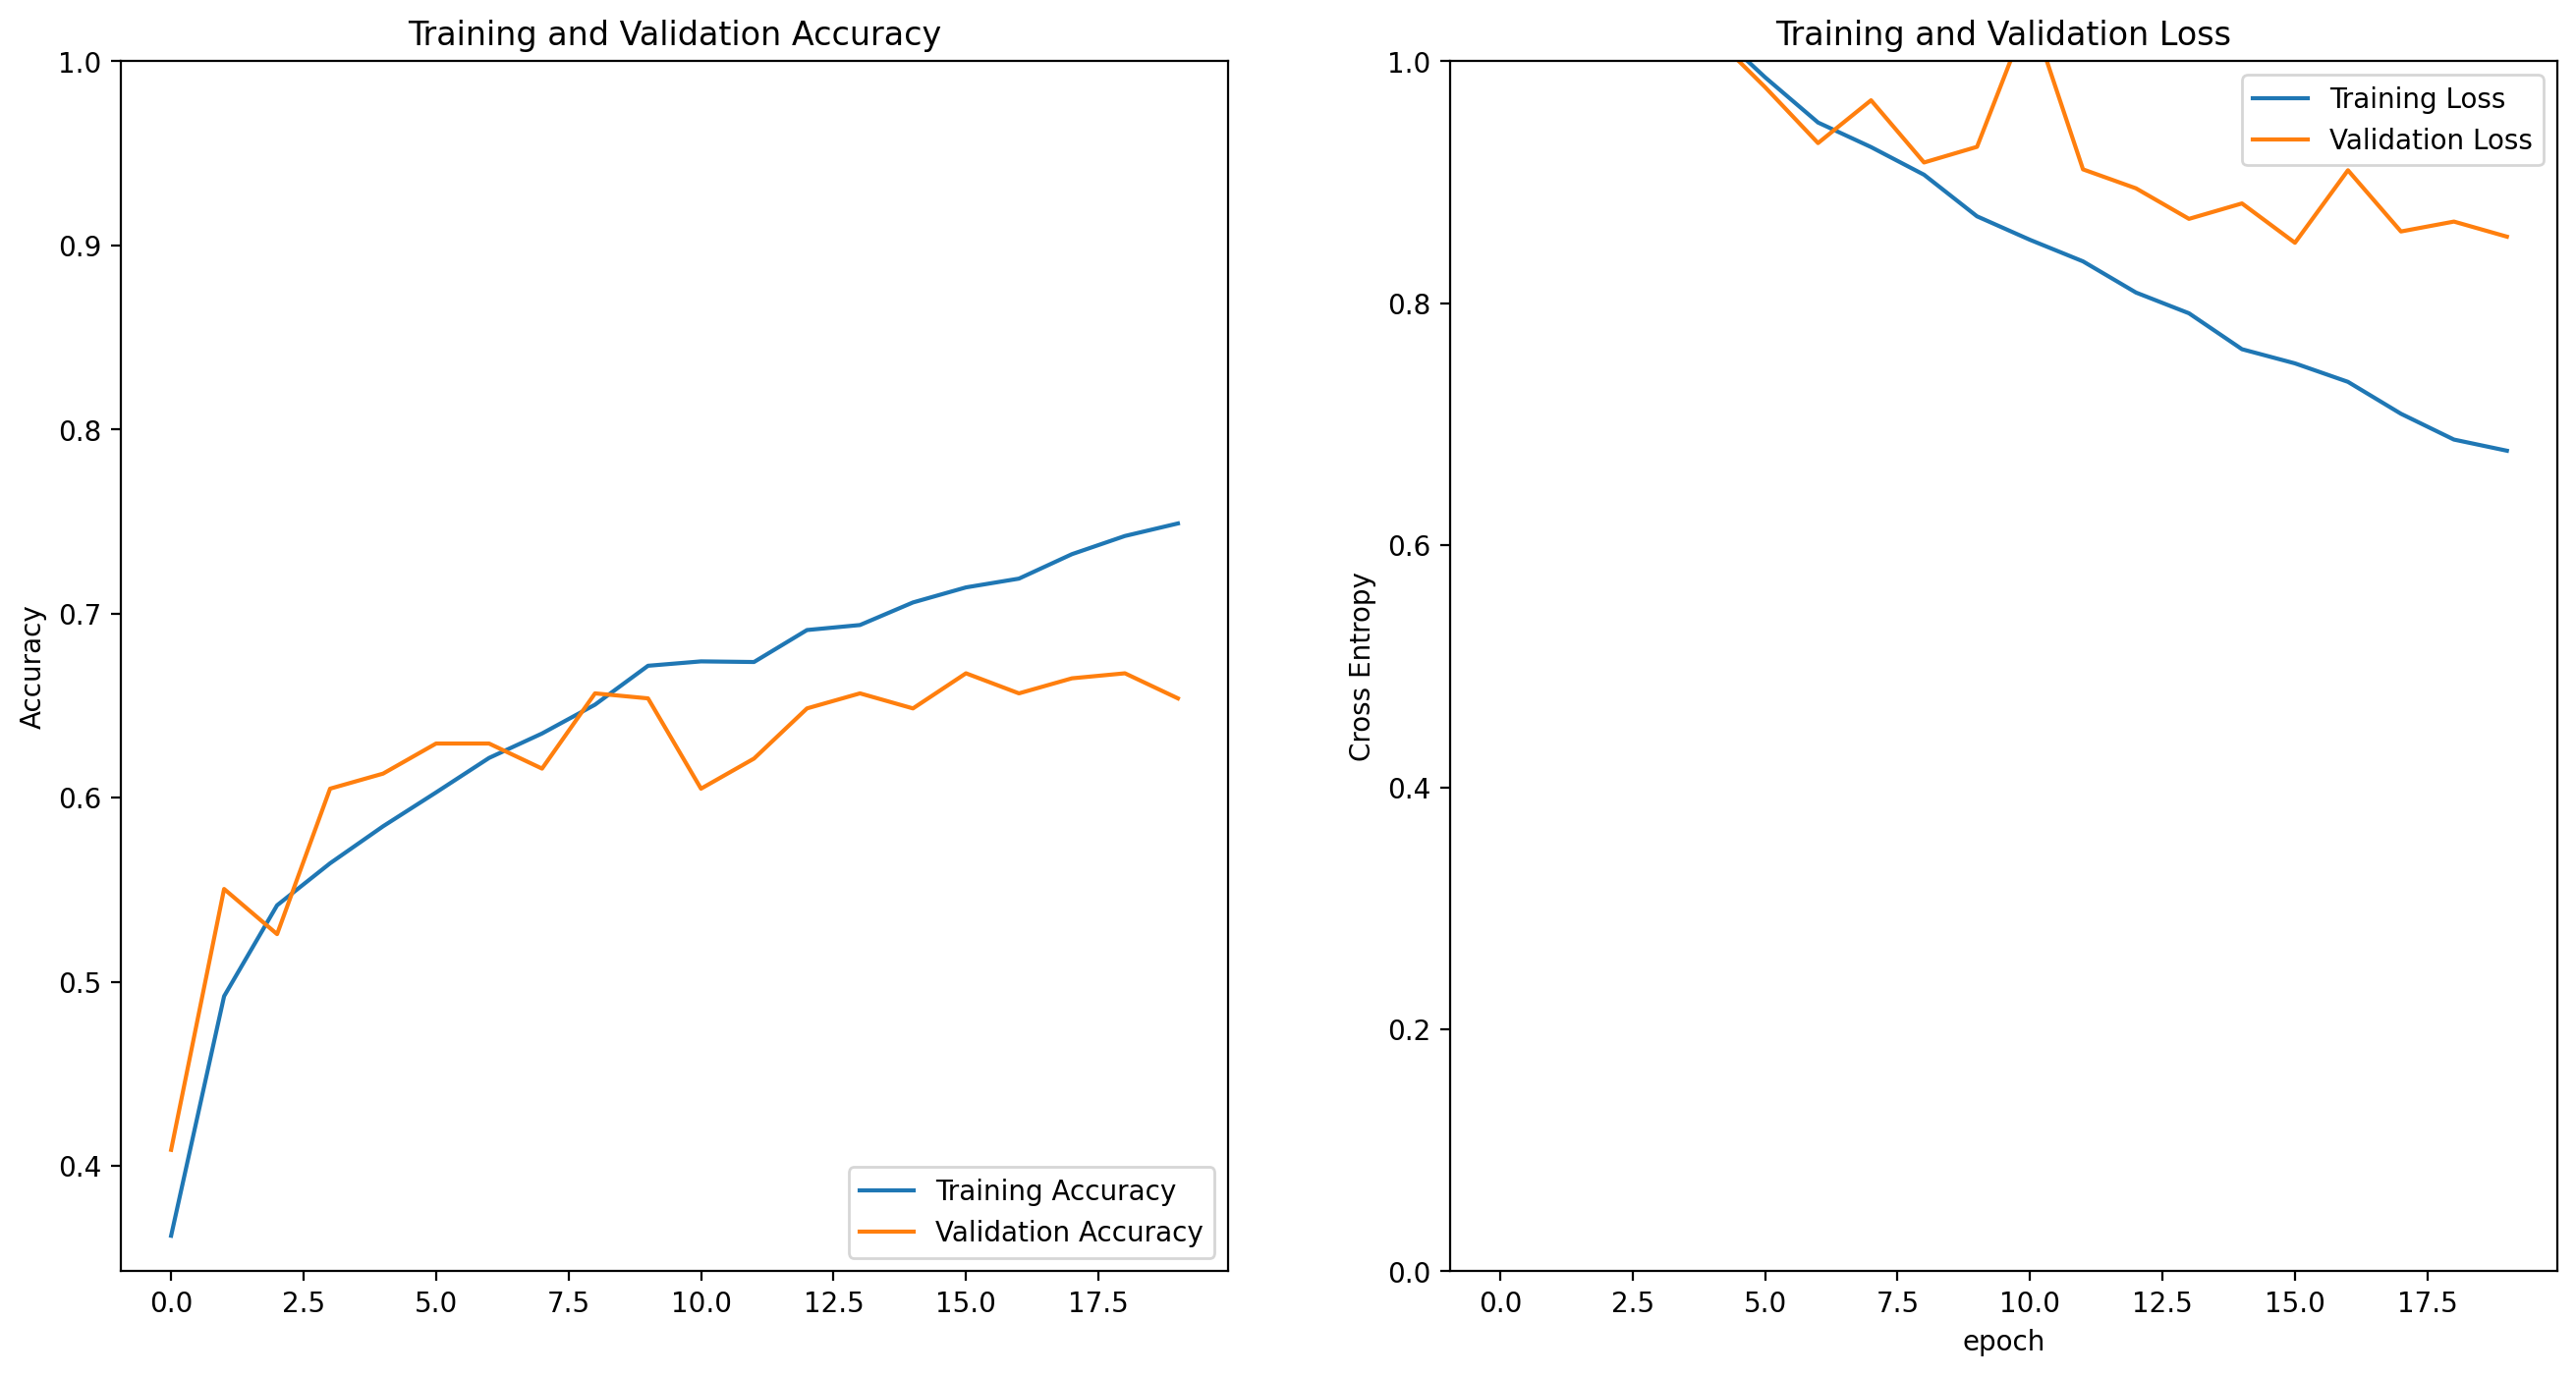 Training and Validation Accuracy
1.0
0.9
0.8
0.7
0.6
0.5
0.4
Accuracy
Training Accuracy
Validation Accuracy
0.0 2.5 5.0 7.5 10.0 12.5 15.0 17.5
Training and Validation Loss
1.0
0.8
0.6
0.4
0.2
0.0
Cross Entropy
Training Loss
Validation Loss
0.0 2.5 5.0 7.5 10.0 12.5 15.0 17.5
epoch